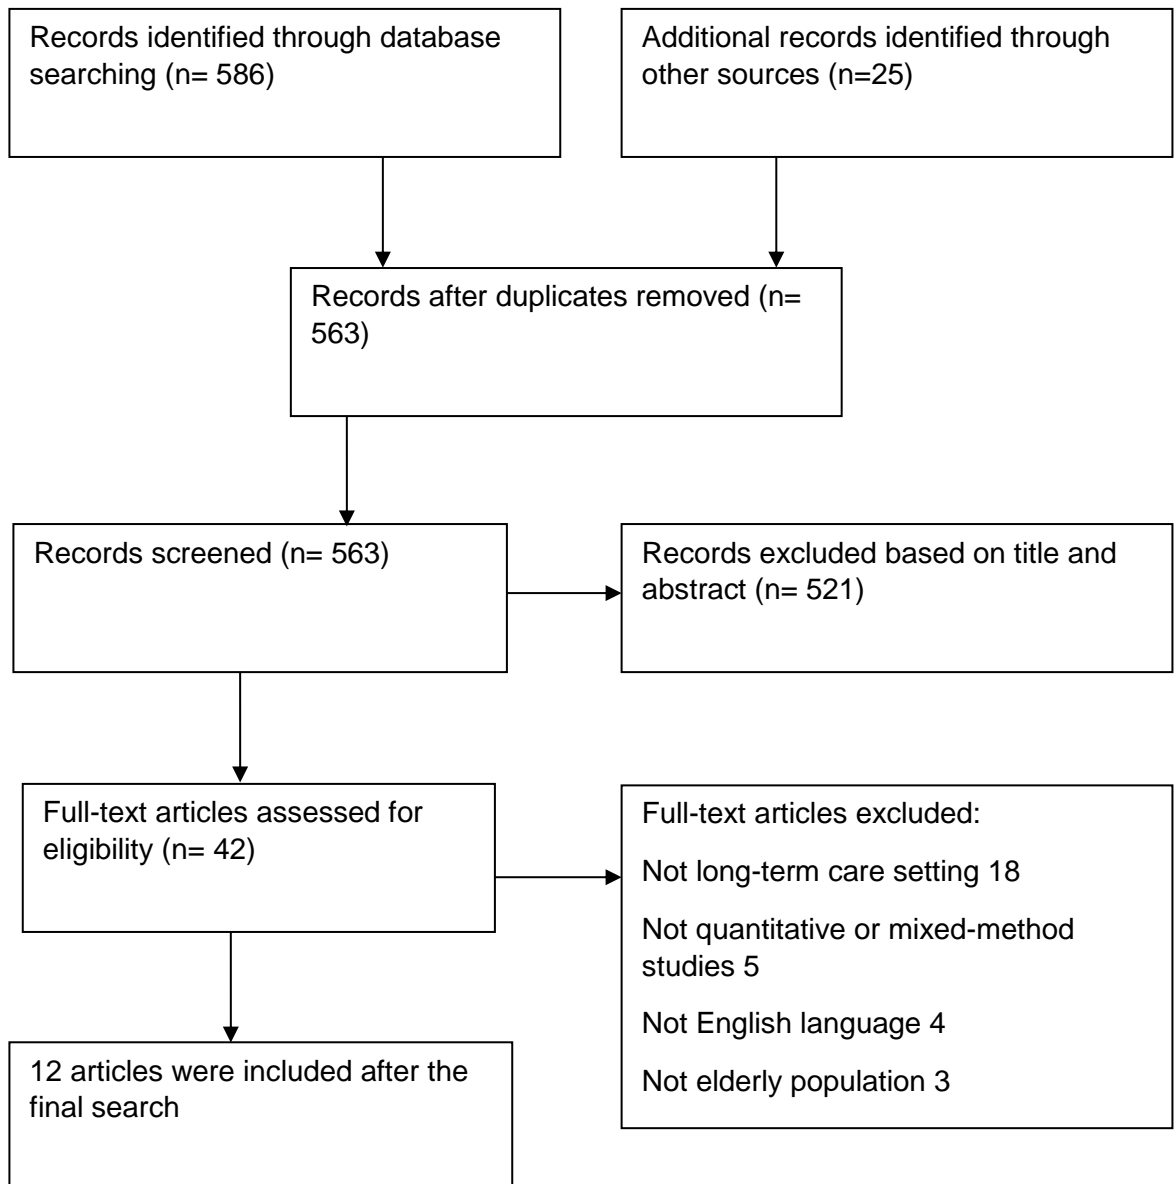 Records identified through database
searching (n= 586)
Additional records identified through
other sources (n=25)
Records after duplicates removed (n=
563)
Records screened (n= 563)
Records excluded based on title and
abstract (n= 521)
Full-text articles assessed for
eligibility (n= 42)
Full-text articles excluded:
Not long-term care setting 18
Not quantitative or mixed-method
studies 5
Not English language 4
Not elderly population 3
12 articles were included after the
final search